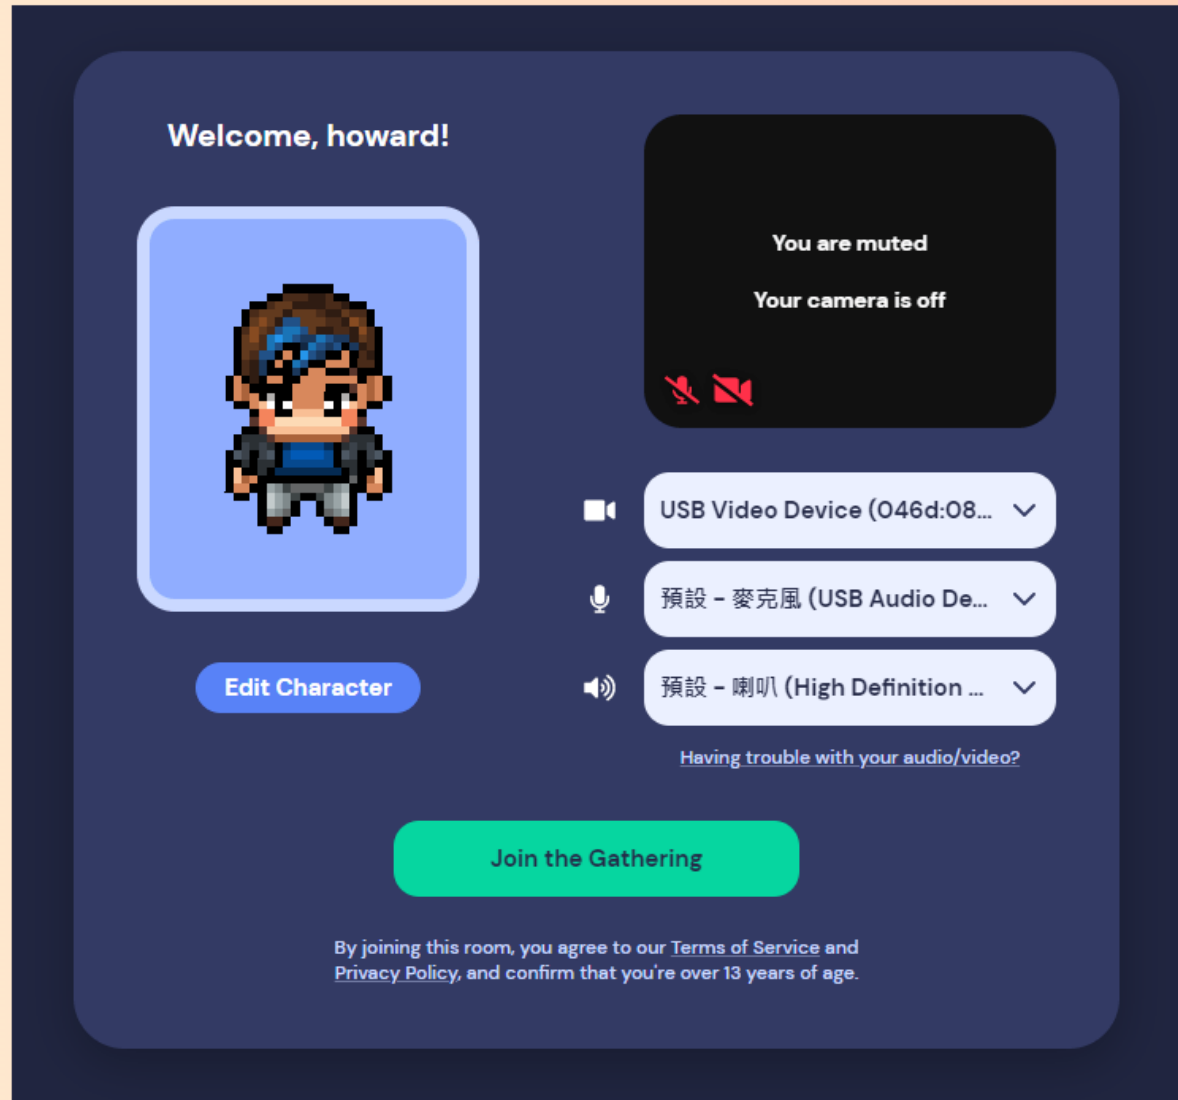 Welcome, howard!
Edit Character
You are muted
Your camera is off
USB Video Device (046d:08...
預設 - 麥克風 (USB Audio De...
預設 - 喇叭 (High Definition ...
Having trouble with your audio/video?
Join the Gathering
By joining this room, you agree to our Terms of Service and
Privacy Policy, and confirm that you're over 13 years of age.